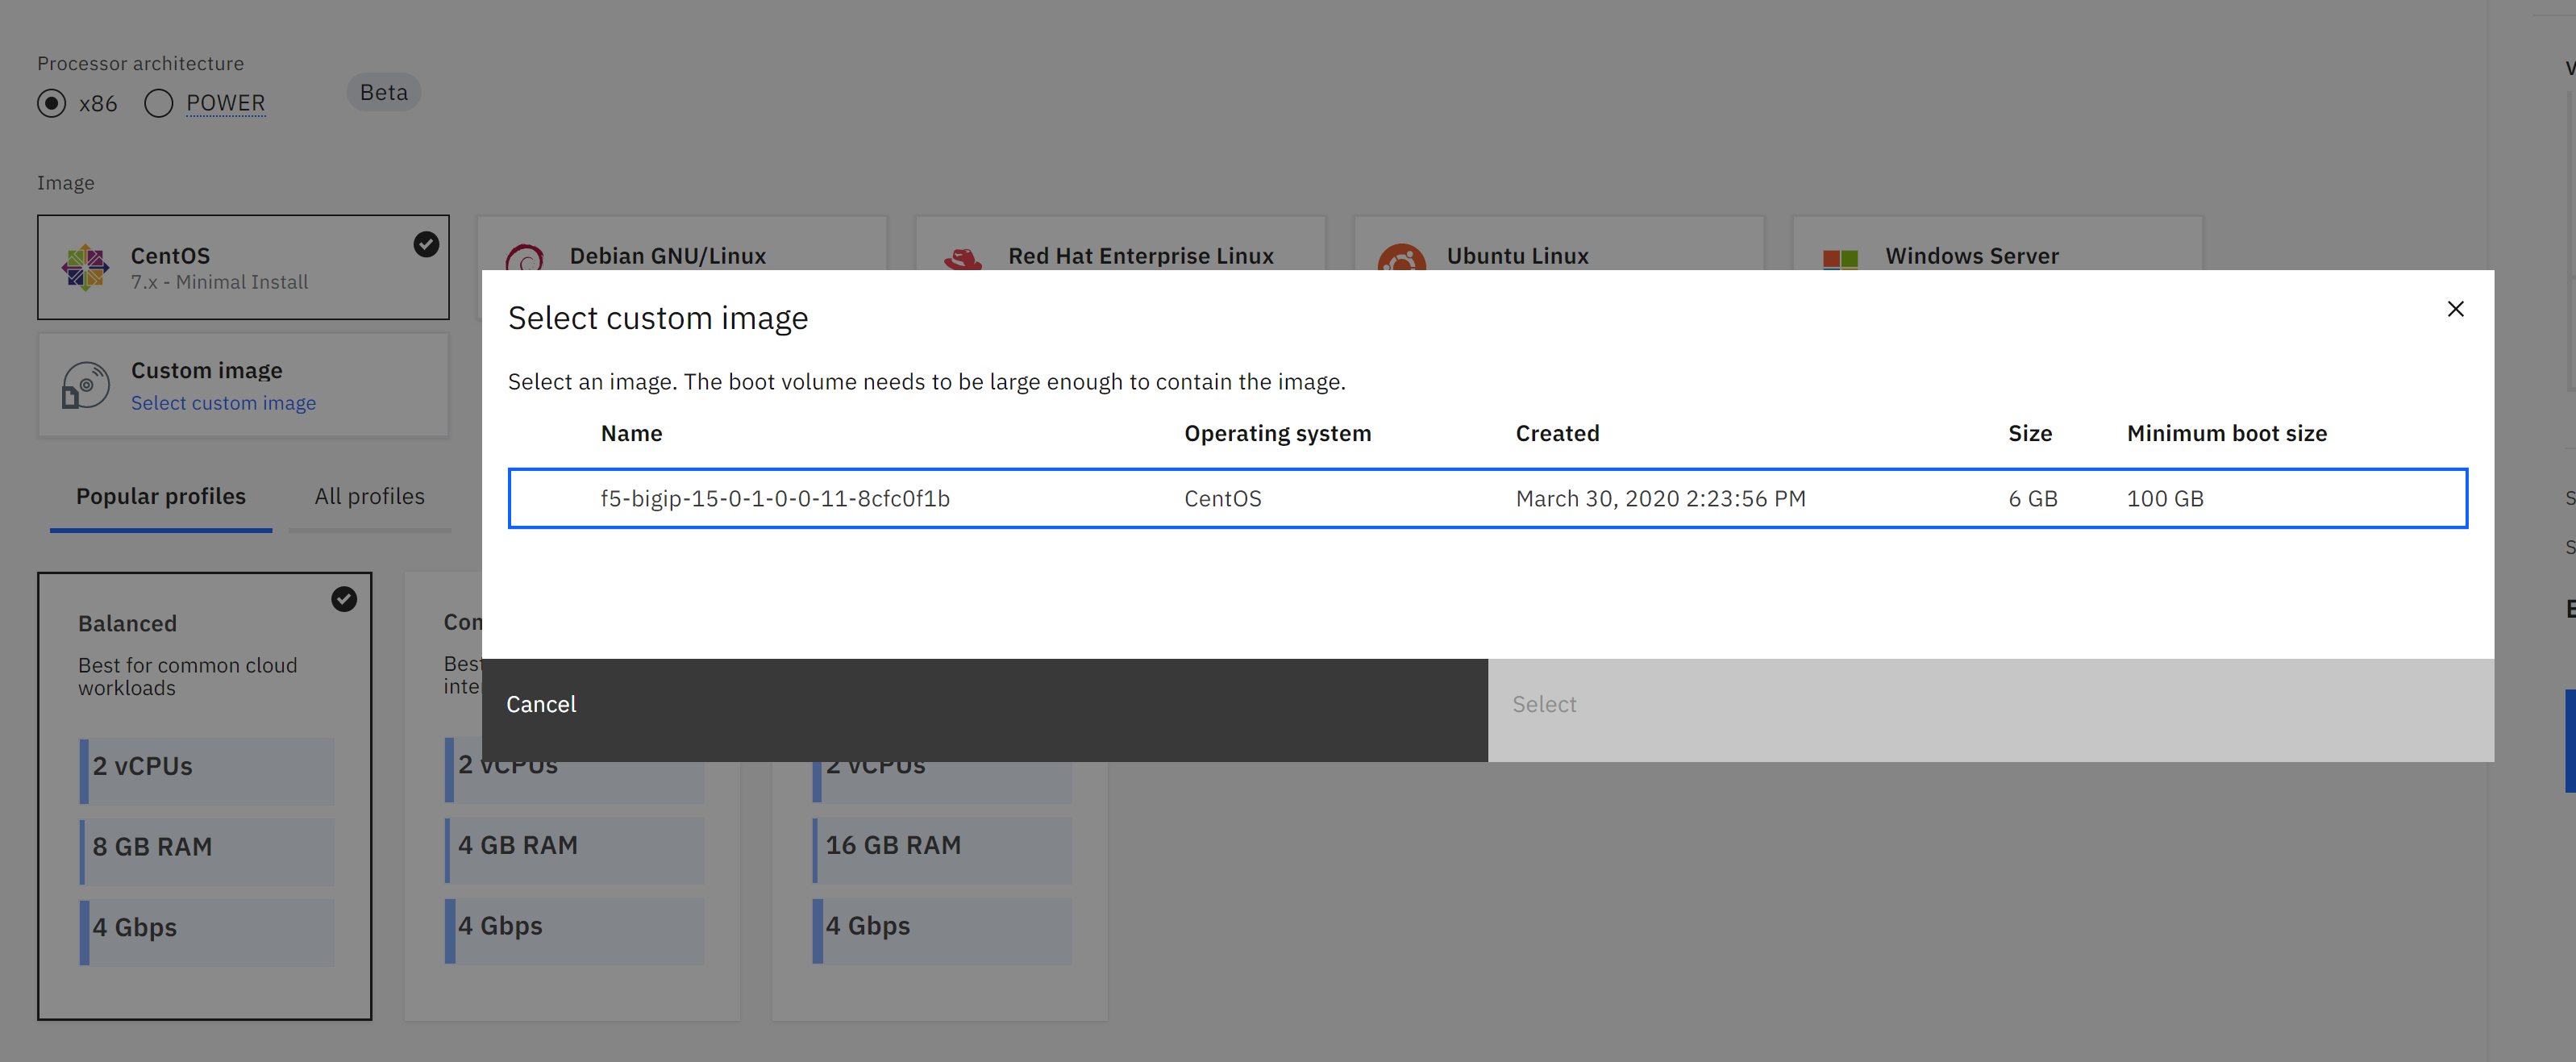 Processor architecture
x86
POWER
Beta
Image
CentOS
7.x - Minimal Install
Debian GNU/Linux
Red Hat Enterprise Linux
Ubuntu Linux
Windows Server
Custom image
Select custom image
Select custom image
Select an image. The boot volume needs to be large enough to contain the image.
Name Operating system Created Size Minimum boot size
f5-bigip-15-0-1-0-0-11-8cfc0f1b CentOS March 30, 2020 2:23:56 PM 6 GB 100 GB
Cancel
Select
Popular profiles
All profiles
Balanced
Best for common cloud
workloads
2 vCPUs
8 GB RAM
4 Gbps
2 vCPUs
4 GB RAM
4 Gbps
2 vCPUs
16 GB RAM
4 Gbps